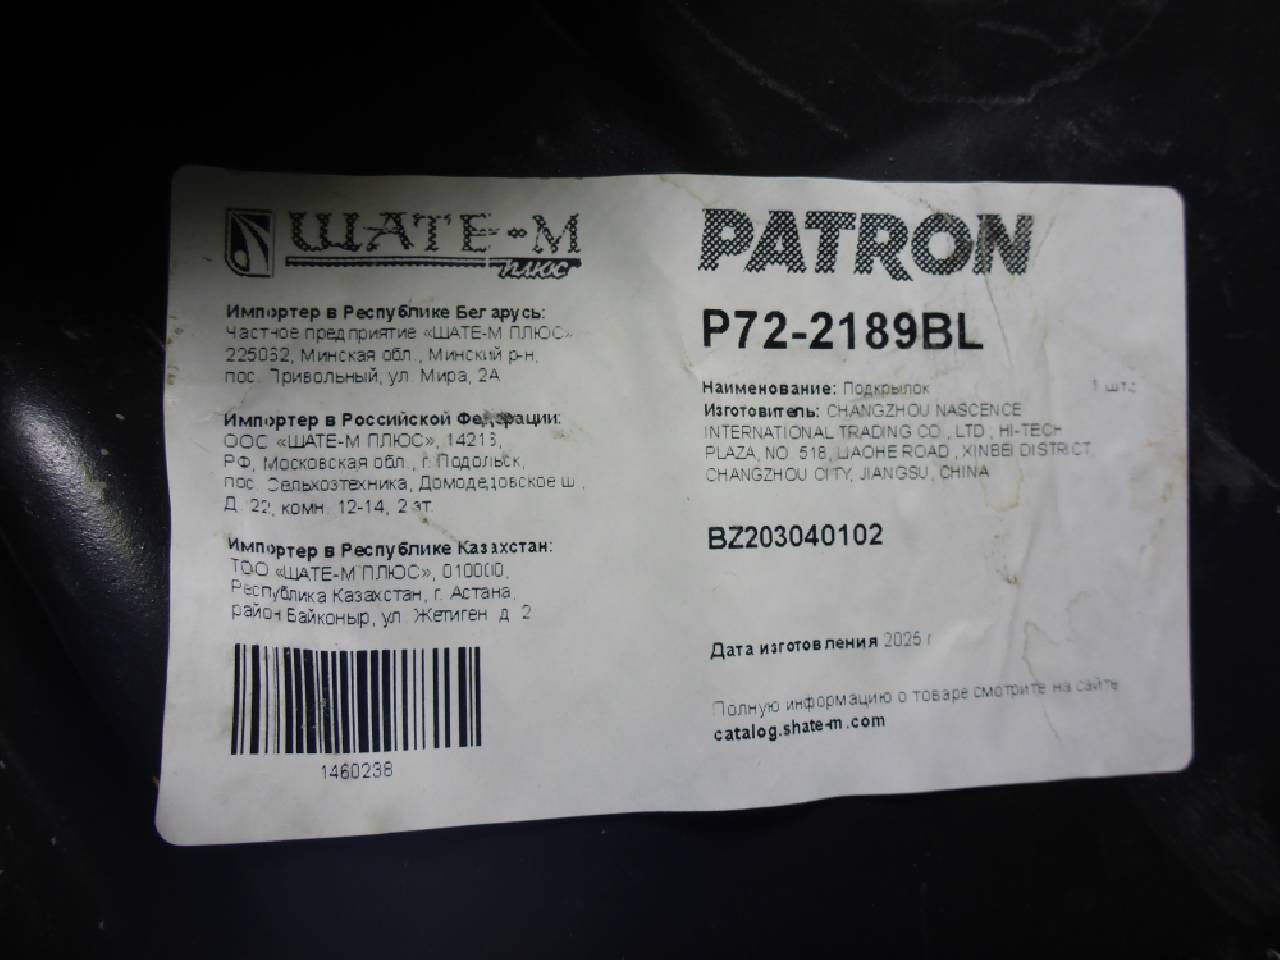 ШАТЕ-М
плюс
Импортер в Республике Беларусь:
Частное предприятие «ШАТЕ-М ПЛЮС»
225032, Минская обл., Минский р-н,
пос. Привольный, ул. Мира, 2А
Импортер в Российской Федерации:
ООО «ШАТЕ-М ПЛЮС»,
РФ, Московская обл., г. Подольск,
пос. Сельхозтехника, Домодедовское ш.,
Д. 22, комн. 12-14, 2 эт.
Импортер в Республике Казахстан:
ТОО «ШАТЕ-М ПЛЮС», 010000,
Республика Казахстан, г. Астана,
район Байконыр, ул. Жетиген д. 2
1460238
PATRON
P72-2189BL
Наименование: Подкрылок 1 шт.
Изготовитель: CHANGZHOU NASCENCE
INTERNATIONAL TRADING CO., LTD., HI-TECH
PLAZA, NO. 518, LIAOHE ROAD, XINBEI DISTRICT,
CHANGZHOU CITY, JIANGSU, CHINA
BZ203040102
Дата изготовления 2025 г
Полную информацию о товаре смотрите на сайте
catalog.shate-m.com